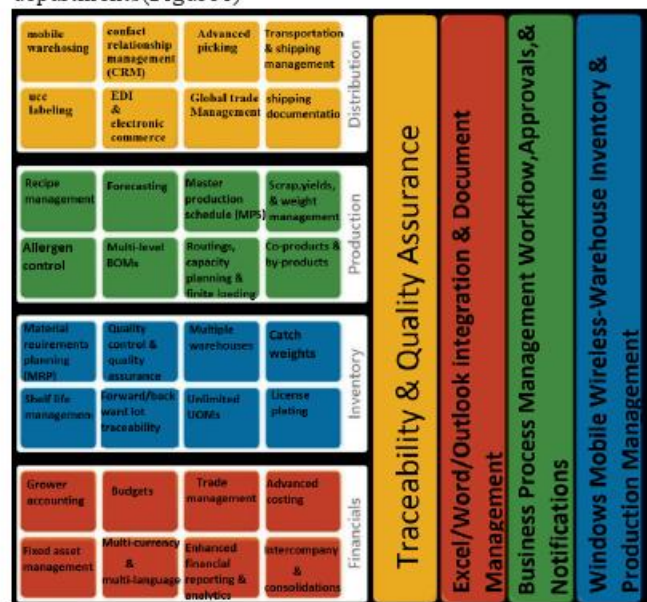 departments(Figure
mobile
warehosing
contact
relationship
management
(CRM)
Advanced
picking
Transportation
& shipping
management
ucc
labeling
EDI
&
electronic
commerce
Global trade
Management
shipping
documentatio
Distribution
Recipe
management
Forecasting
Master
production
schedule (MPS)
Scrap,yields,
& weight
management
Allergen
control
Multi-level
BOMs
Routings,
capacity
planning &
finite loading
Co-products &
by-products
Production
Material
reuirements
planning (MRP)
Quality
control &
quality
assurance
Multiple
warehouses
Catch
weights
Shelf life
managemen
Forward/back
ward lot
traceability
Unlimited
UOMs
License
plating
Inventory
Grower
accounting
Budgets
Trade
management
Advanced
costing
Fixed asset
management
Multi-currency
&
multi-language
Enhanced
financial
reporting &
analytics
Intercompany
&
consolidations
Financials
Traceability & Quality Assurance
Excel/Word/Outlook integration & Document
Management
Business Process Management Workflow,Approvals,&
Notifications
Windows Mobile Wireless-Warehouse Inventory &
Production Management